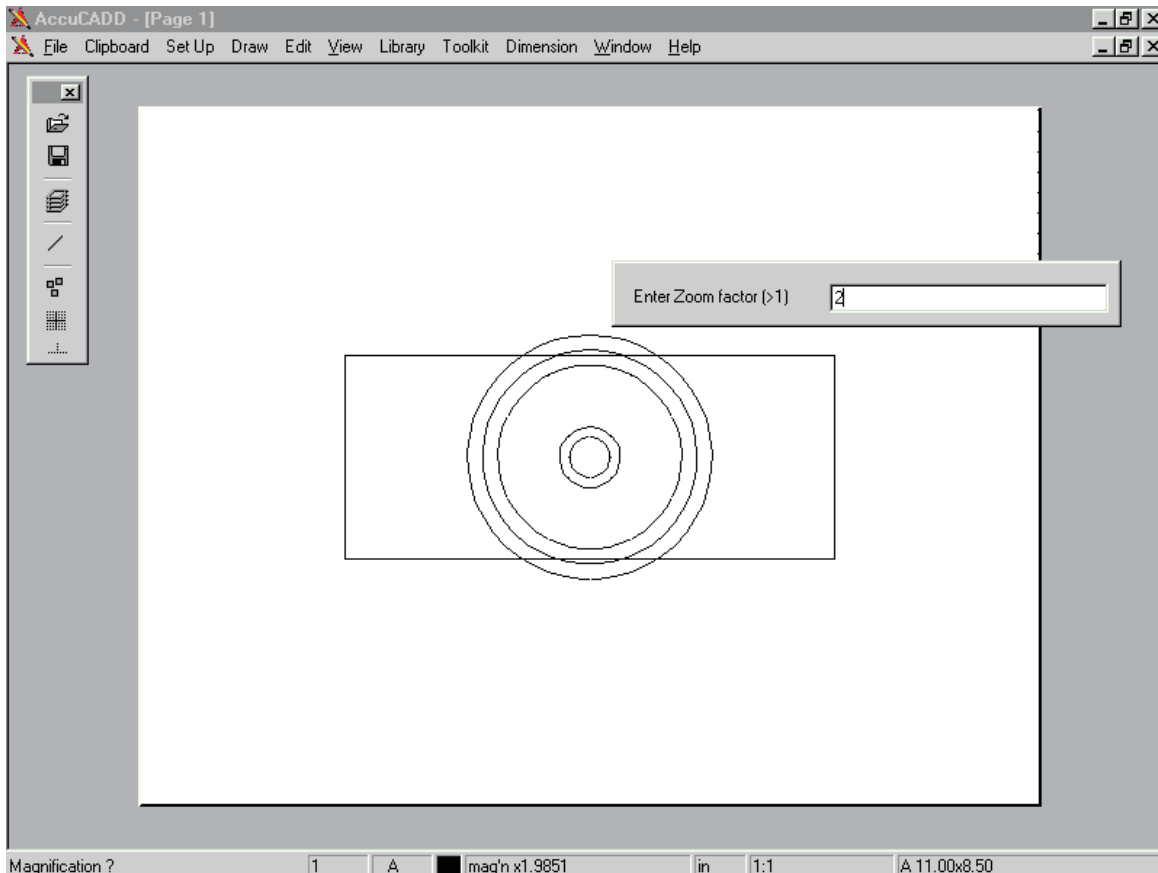 AccuCADD - [Page 1]
File Clipboard Set Up Draw Edit View Library Toolkit Dimension Window Help
Enter Zoom factor (>1) 2
Magnification ? 1 A mag'n x1.9851 in 1:1 A 11.00x8.50